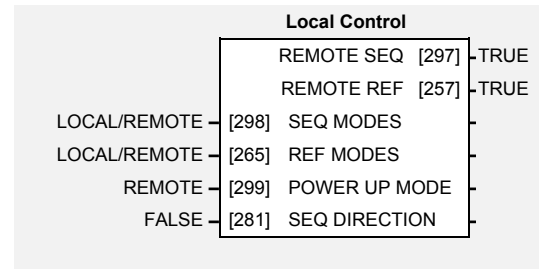 Local Control
REMOTE SEQ [297] TRUE
REMOTE REF [257] TRUE
LOCAL/REMOTE [298] SEQ MODES
LOCAL/REMOTE [265] REF MODES
REMOTE [299] POWER UP MODE
FALSE [281] SEQ DIRECTION